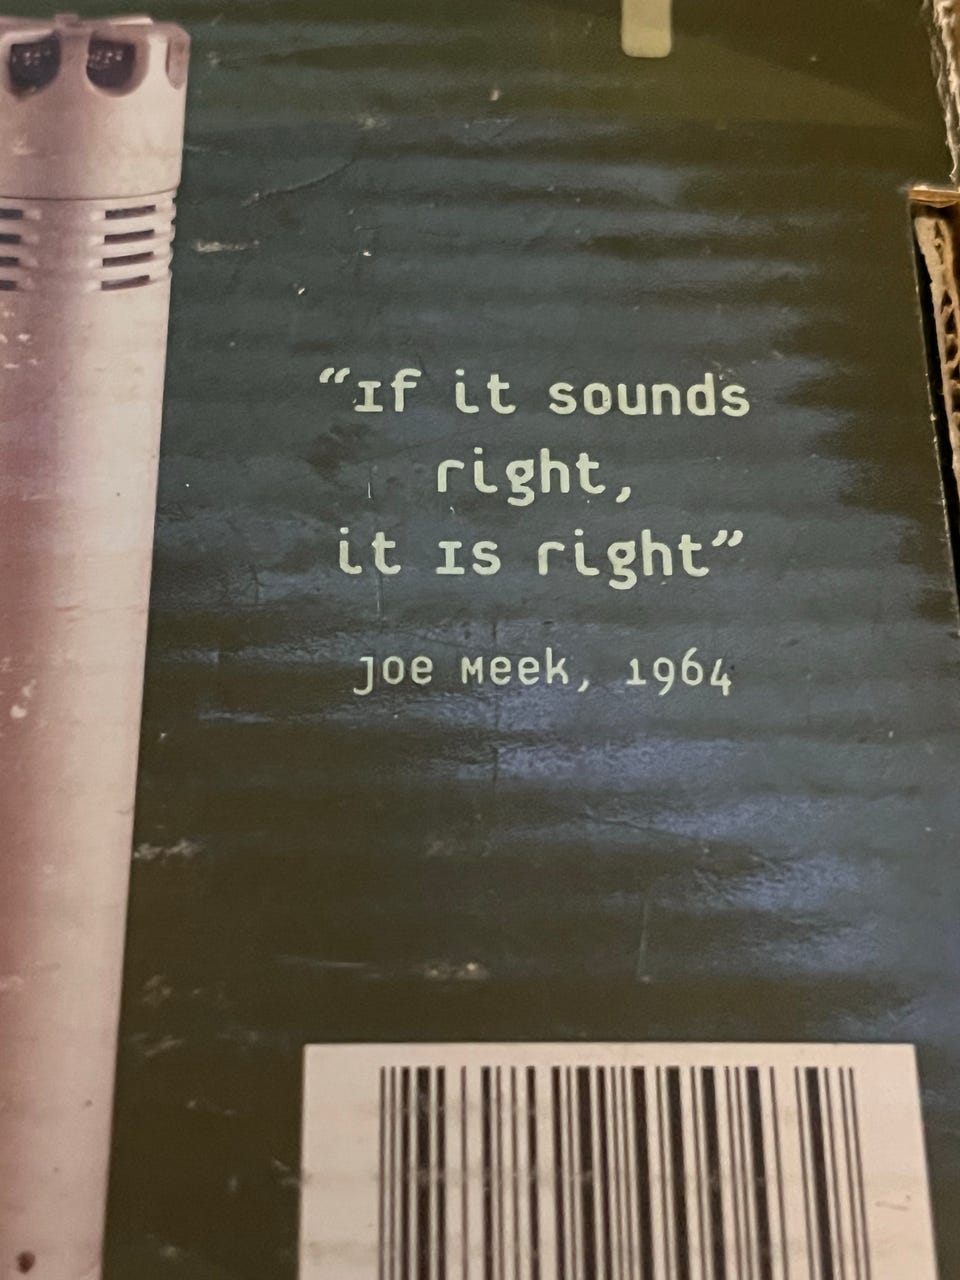 “If it sounds
right,
it is right”
Joe Meek, 1964